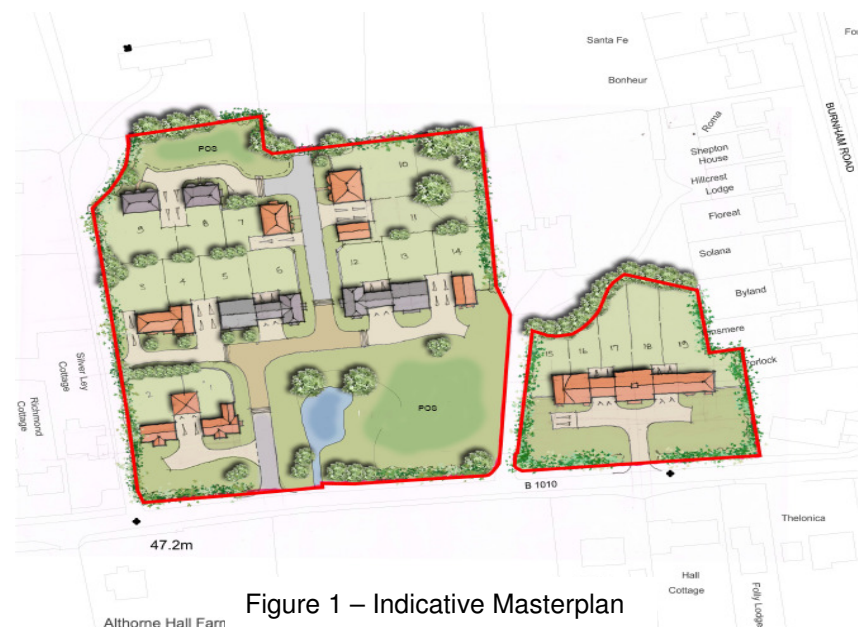 Santa Fe
Fo
Bonheur
BURNHAM ROAD
Roma
Shepton
House
Hillcrest
Lodge
Floreat
Solana
Byland
smere
orlock
POS
10
9
8
7
11
3
4
5
6
12
13
14
2
1
POS
15
16
17
18
19
Silver Ley
Cottage
Richmond
Cottage
B 1010
47.2m
Thelonica
Hall
Cottage
Folly Lodge
Althorne Hall Farm
Figure 1 – Indicative Masterplan